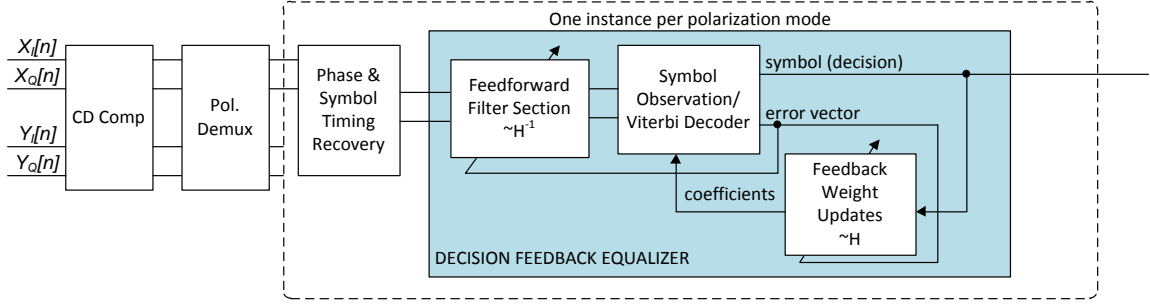 One instance per polarization mode
X_I[n]
X_Q[n]
Y_I[n]
Y_Q[n]
CD Comp
Pol.
Demux
Phase &
Symbol
Timing
Recovery
Feedforward
Filter Section
~H^-1
Symbol
Observation/
Viterbi Decoder
symbol (decision)
error vector
coefficients
Feedback
Weight
Updates
~H
DECISION FEEDBACK EQUALIZER